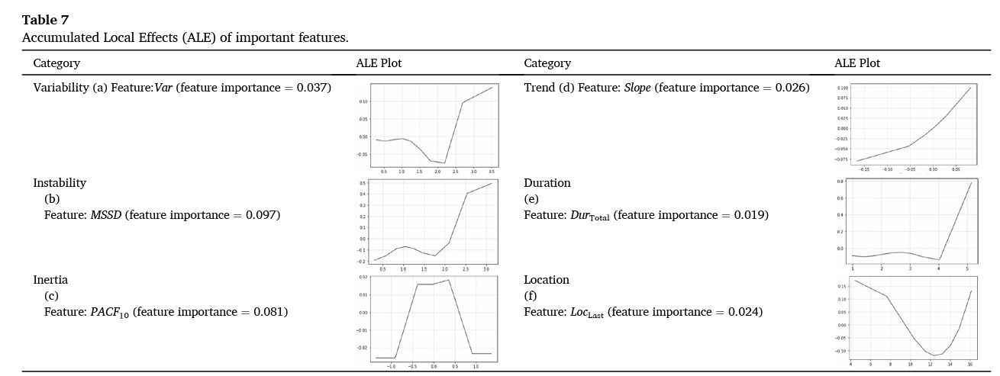 Table 7
Accumulated Local Effects (ALE) of important features.
Category ALE Plot Category ALE Plot
Variability (a) Feature:Var (feature importance = 0.037)
0.10
0.05
0.00
−0.05
0.5 1.0 1.5 2.0 2.5 3.0 3.5
Trend (d) Feature: Slope (feature importance = 0.026)
0.100
0.075
0.050
0.025
0.000
−0.025
−0.050
−0.075
−0.15 −0.10 −0.05 0.00 0.05
Instability
(b)
Feature: MSSD (feature importance = 0.097)
0.5
0.4
0.3
0.2
0.1
0.0
−0.1
−0.2
0.5 1.0 1.5 2.0 2.5 3.0
Duration
(e)
Feature: DurTotal (feature importance = 0.019)
0.8
0.6
0.4
0.2
0.0
1 2 3 4 5
Inertia
(c)
Feature: PACF10 (feature importance = 0.081)
0.02
0.01
0.00
−0.01
−0.02
−1.0 −0.5 0.0 0.5 1.0
Location
(f)
Feature: LocLast (feature importance = 0.024)
0.15
0.10
0.05
0.00
−0.05
−0.10
4 6 8 10 12 14 16